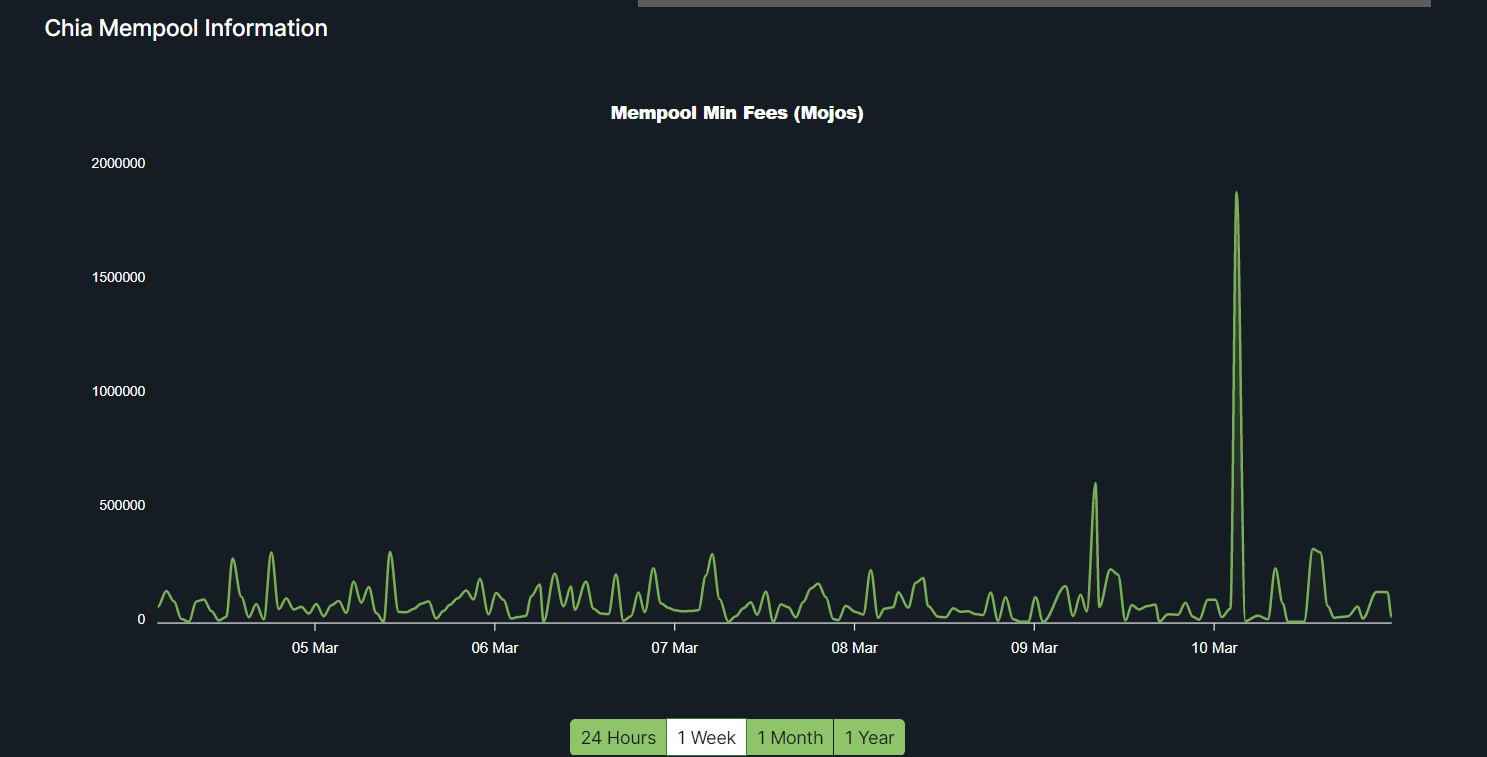 Chia Mempool Information
Mempool Min Fees (Mojos)
2000000
1500000
1000000
500000
0
05 Mar 06 Mar 07 Mar 08 Mar 09 Mar 10 Mar
24 Hours 1 Week 1 Month 1 Year